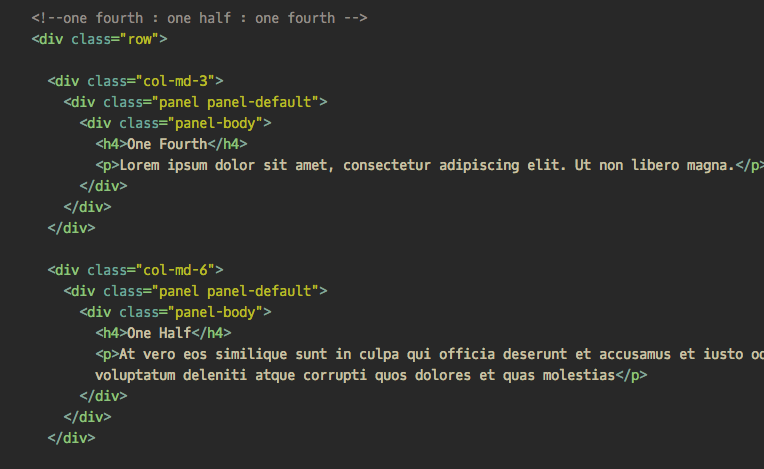 <!--one fourth : one half : one fourth -->
<div class="row">
<div class="col-md-3">
<div class="panel panel-default">
<div class="panel-body">
<h4>One Fourth</h4>
<p>Lorem ipsum dolor sit amet, consectetur adipiscing elit. Ut non libero magna.</p>
</div>
</div>
</div>
<div class="col-md-6">
<div class="panel panel-default">
<div class="panel-body">
<h4>One Half</h4>
<p>At vero eos similique sunt in culpa qui officia deserunt et accusamus et iusto
voluptatum deleniti atque corrupti quos dolores et quas molestias</p>
</div>
</div>
</div>